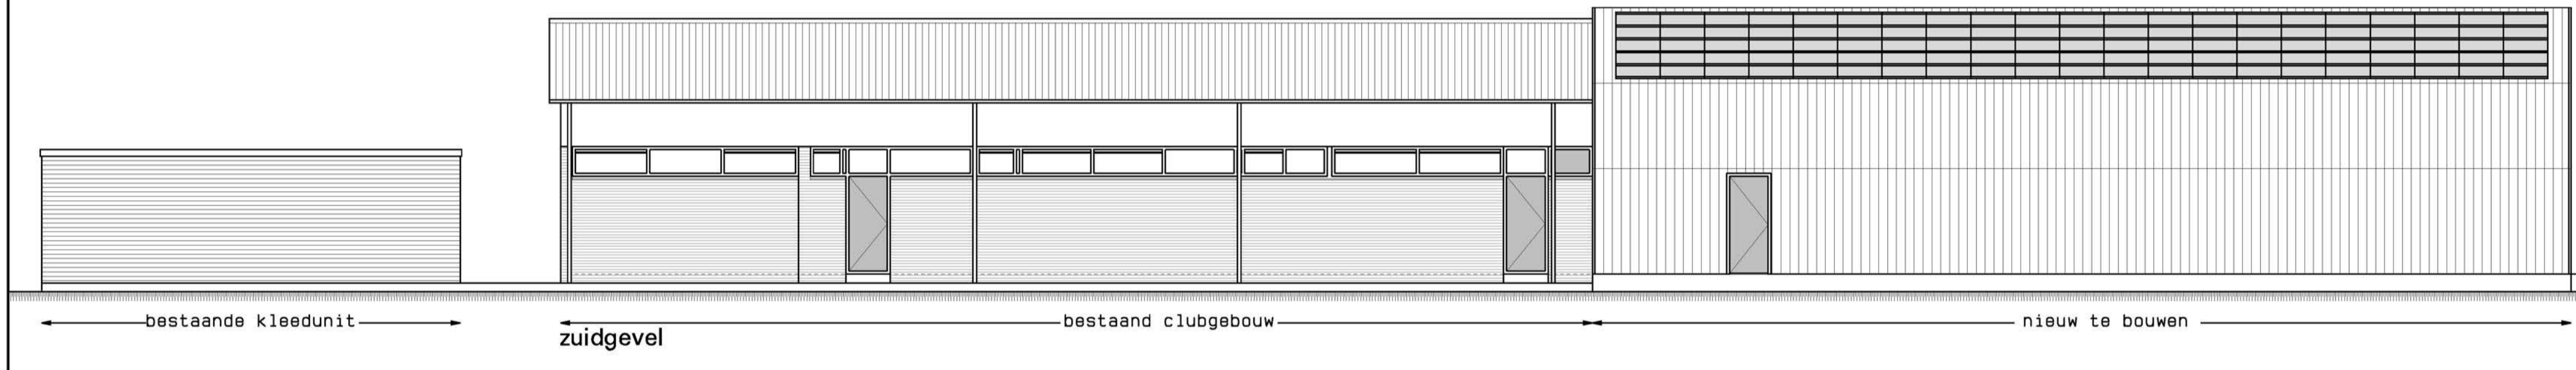 bestaande kleedunit
bestaand clubgebouw
nieuw te bouwen
zuidgevel